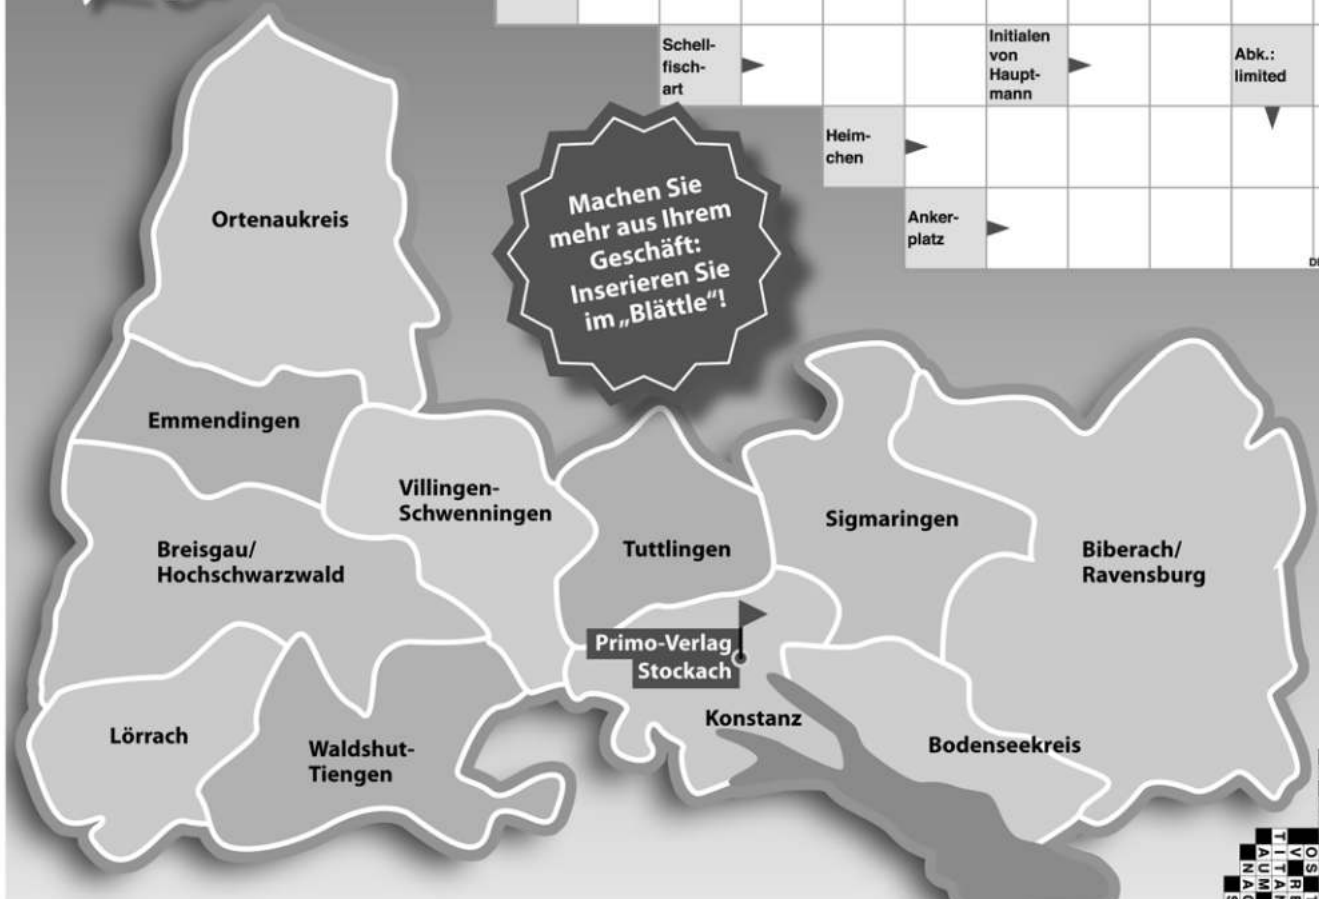 Schell-
fisch-
art
Initialen
von
Haupt-
mann
Abk.:
limited
Heim-
chen
Anker-
platz
Machen Sie
mehr aus Ihrem
Geschäft:
Inserieren Sie
im „Blättle“!
Ortenaukreis
Emmendingen
Villingen-
Schwenningen
Breisgau/
Hochschwarzwald
Tuttlingen
Sigmaringen
Biberach/
Ravensburg
Primo-Verlag
Stockach
Lörrach
Waldshut-
Tiengen
Konstanz
Bodenseekreis